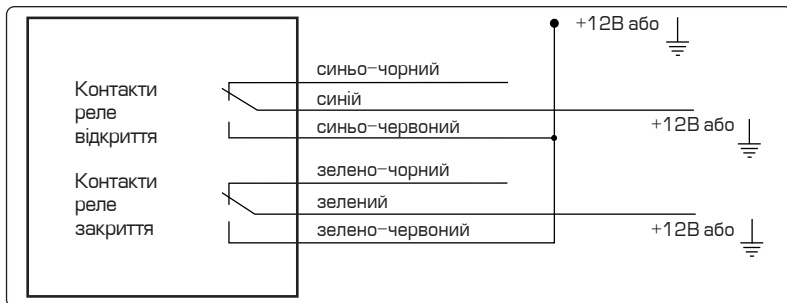 +12В або
синьо-чорний
Контакти
реле
відкриття
синій
синьо-червоний
+12В або
зелено-чорний
Контакти
реле
закриття
зелений
зелено-червоний
+12В або